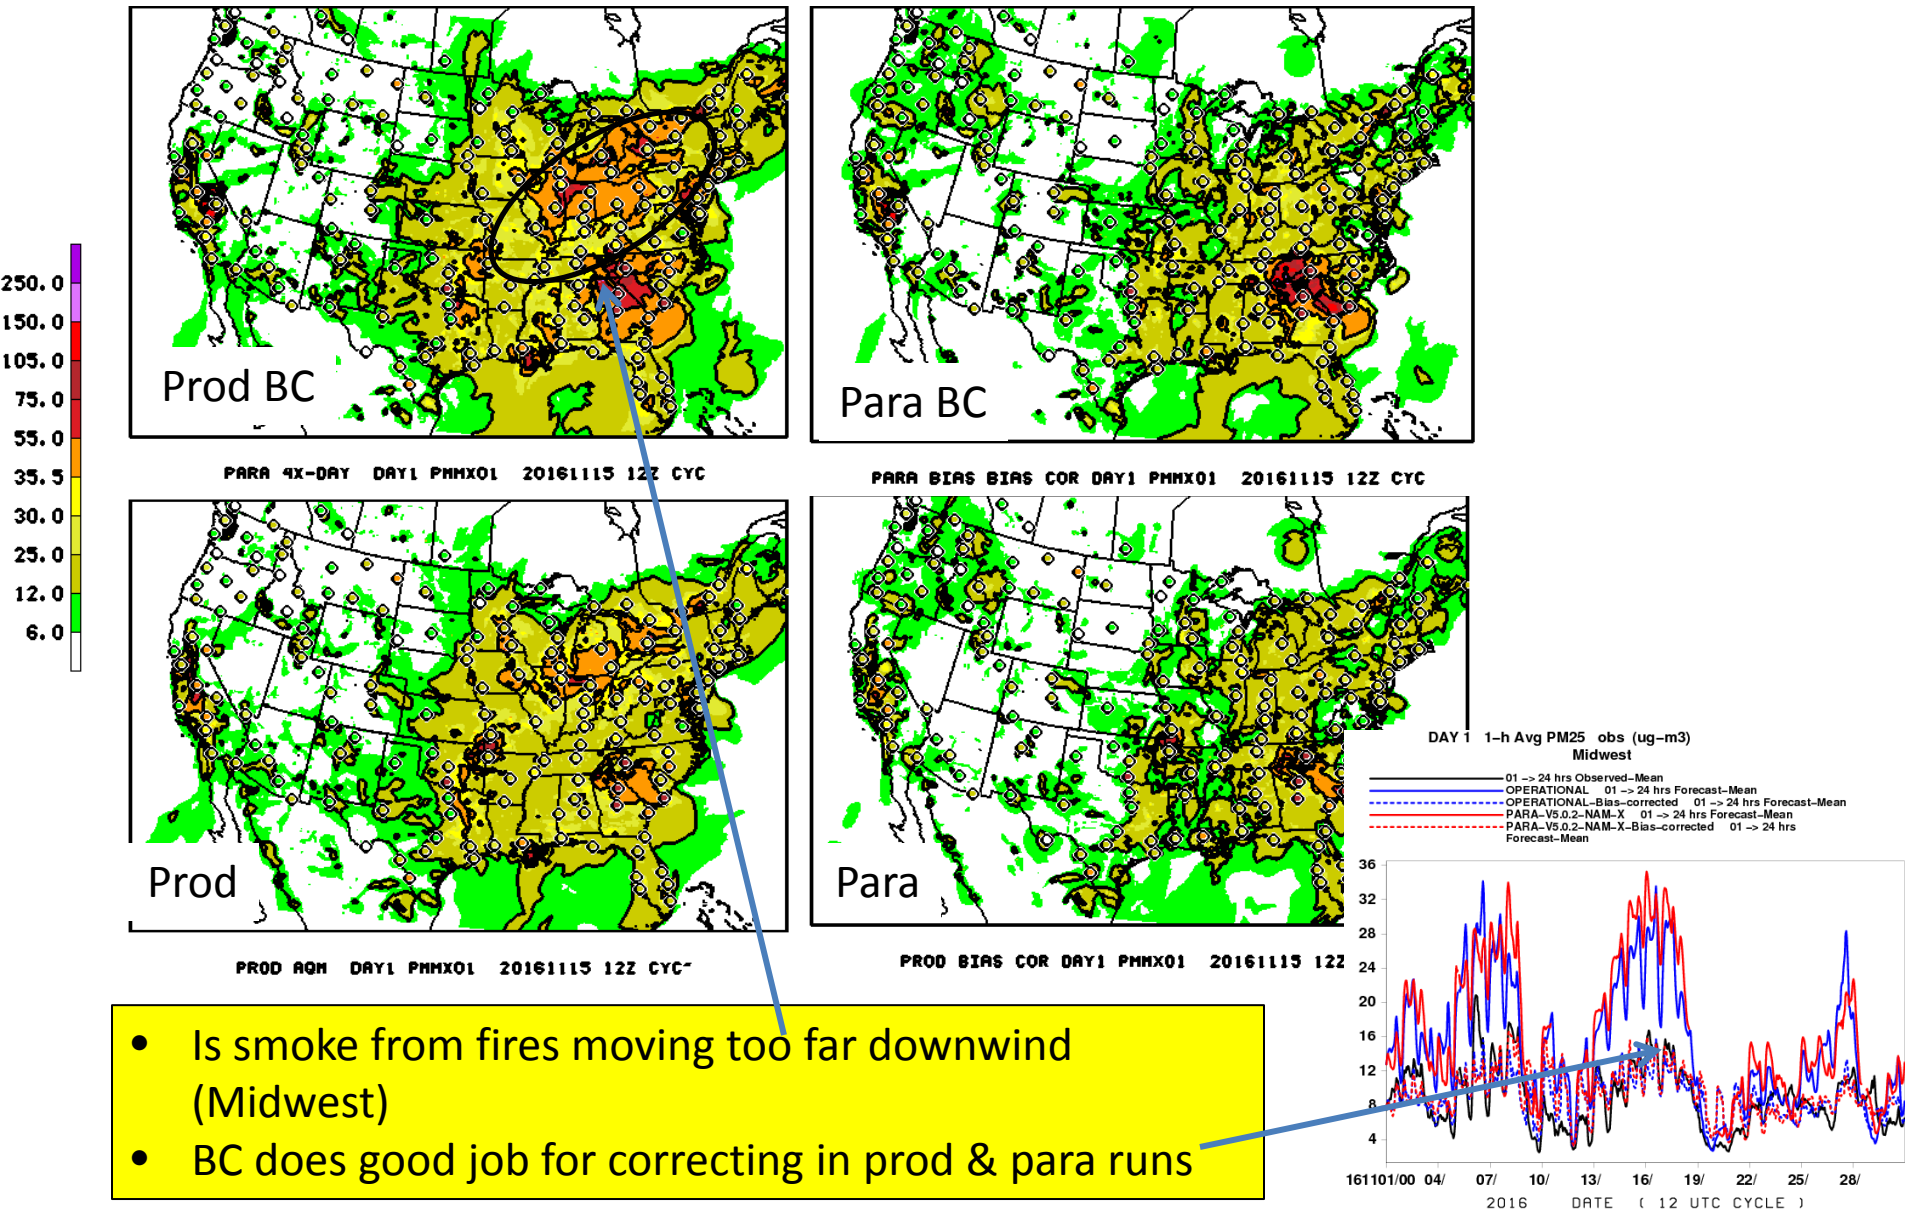 250.0
150.0
105.0
75.0
55.0
35.5
30.0
25.0
12.0
6.0
Prod BC
PARA 4X-DAY DAY1 PMMX01 20161115 12Z CYC
Para BC
PARA BIAS BIAS COR DAY1 PMMX01 20161115 12Z CYC
Prod
PROD AQM DAY1 PMMX01 20161115 12Z CYC
Para
PROD BIAS COR DAY1 PMMX01 20161115 12Z
DAY 1 1-h Avg PM25 obs (ug-m3)
Midwest
01 -> 24 hrs Observed-Mean
OPERATIONAL 01 -> 24 hrs Forecast-Mean
OPERATIONAL-Bias-corrected 01 -> 24 hrs Forecast-Mean
PARA-V5.0.2-NAM-X 01 -> 24 hrs Forecast-Mean
PARA-V5.0.2-NAM-X-Bias-corrected 01 -> 24 hrs
Forecast-Mean
36
32
28
24
20
16
12
8
4
161101/00 04/ 07/ 10/ 13/ 16/ 19/ 22/ 25/ 28/
2016 DATE ( 12 UTC CYCLE )
• Is smoke from fires moving too far downwind
(Midwest)
• BC does good job for correcting in prod & para runs